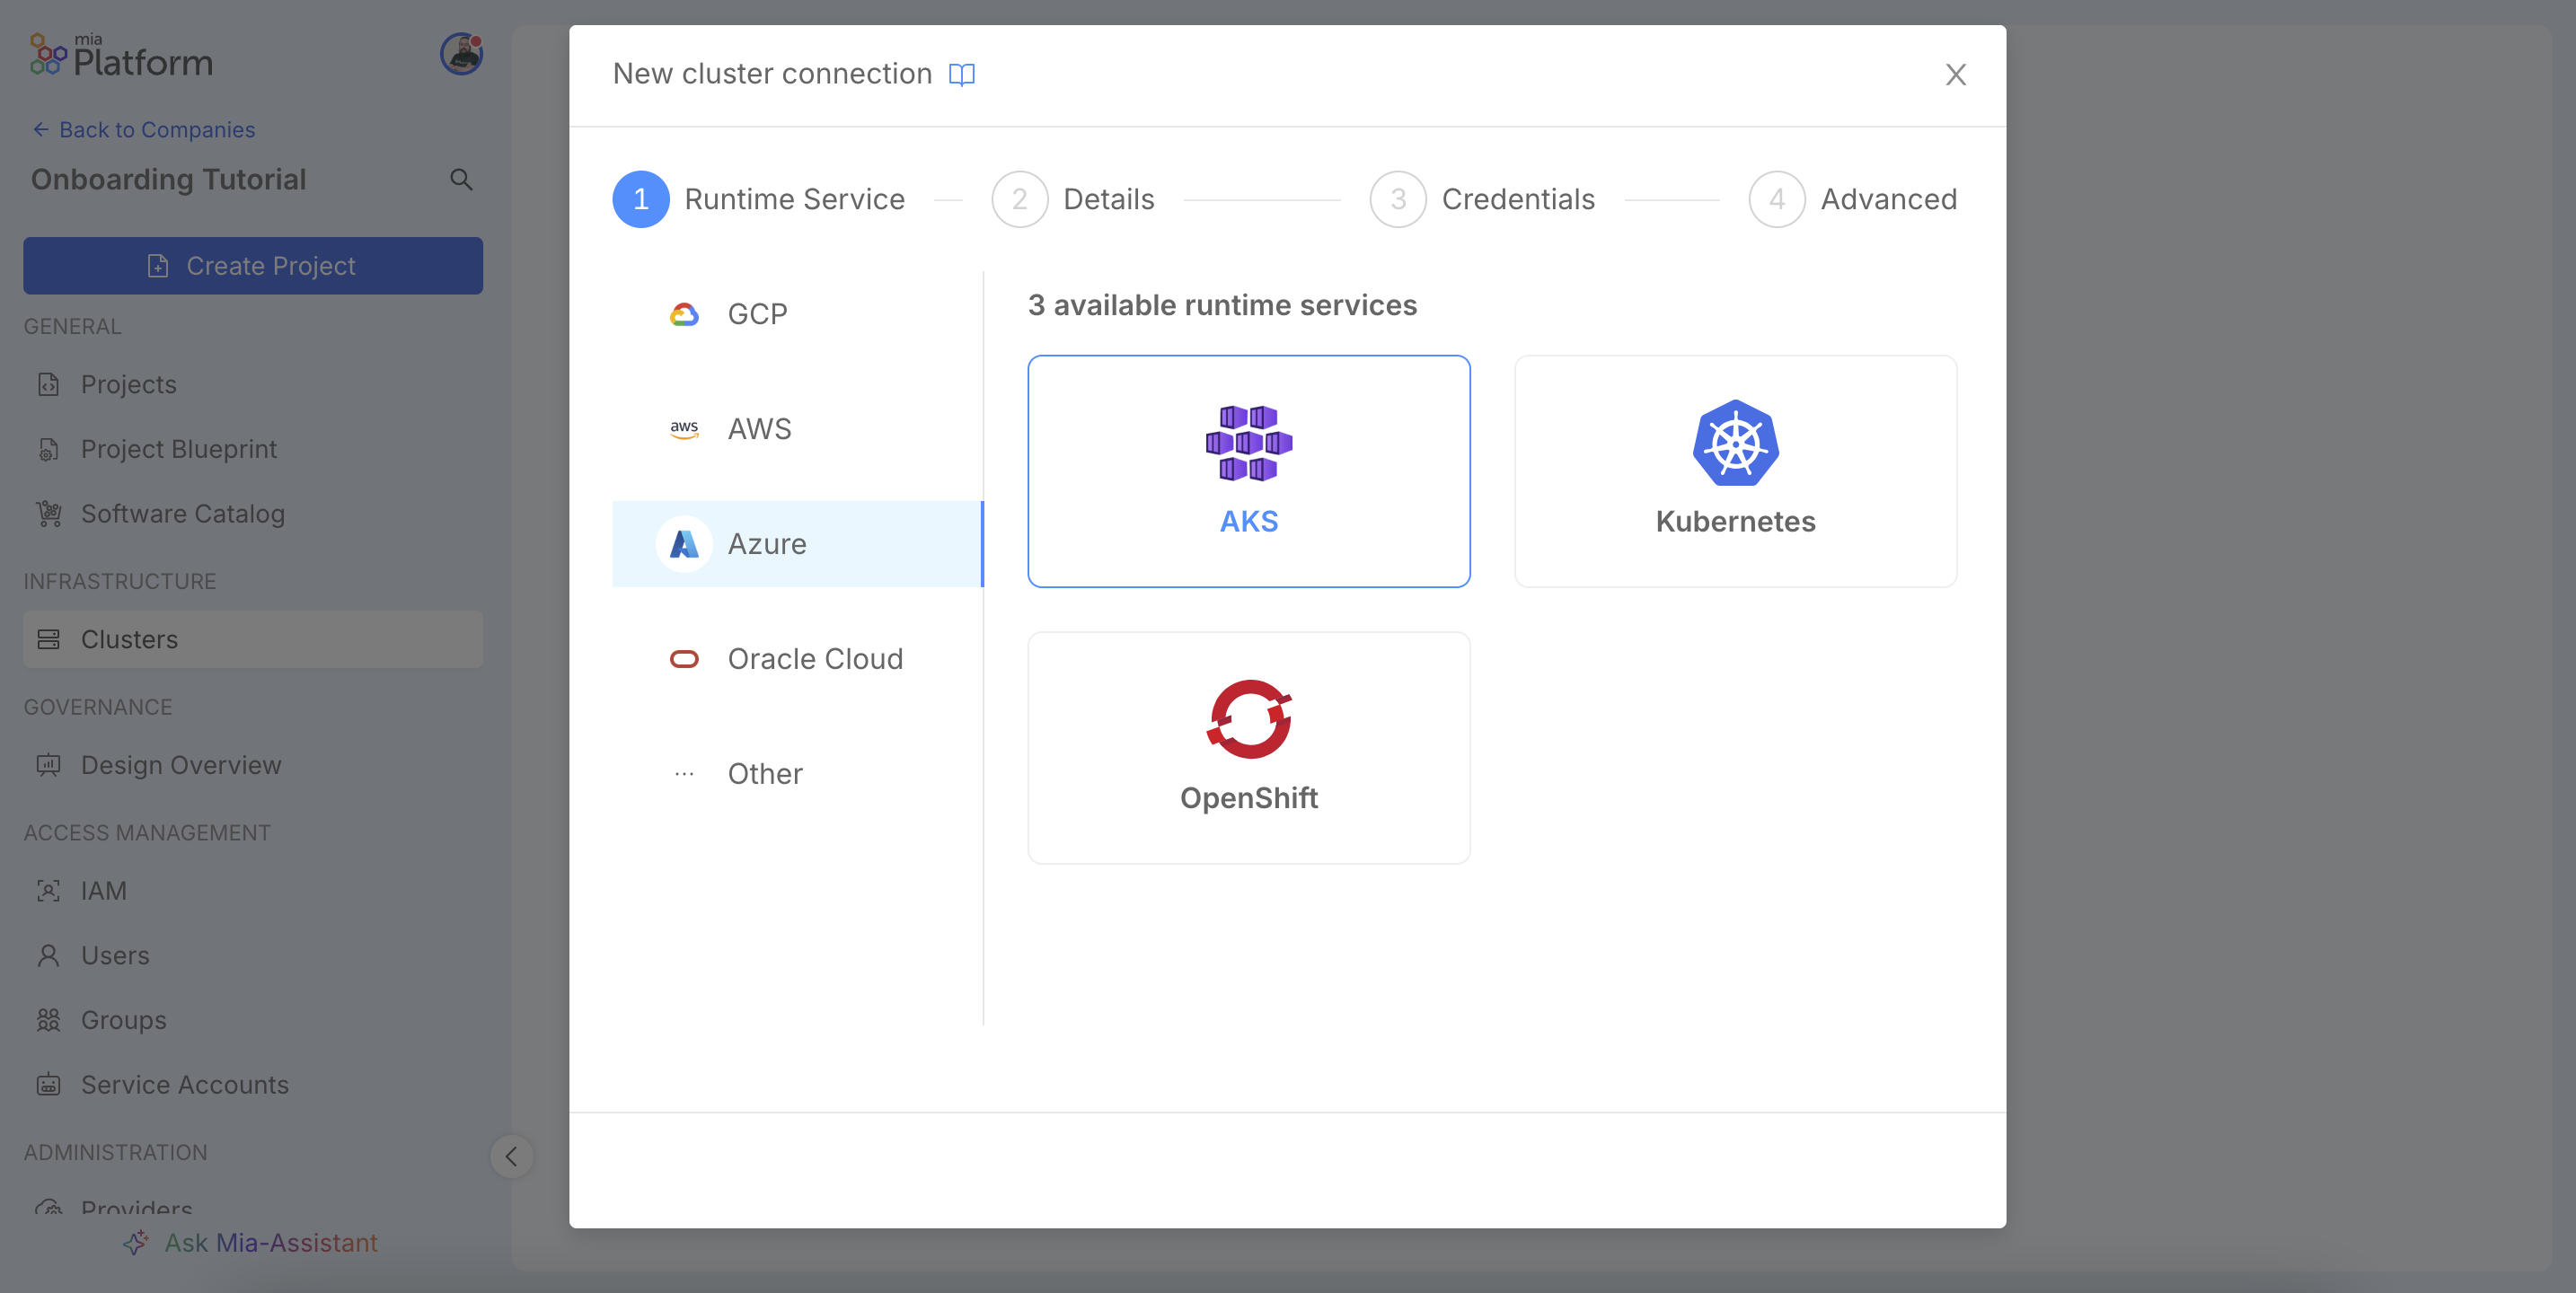 mia
Platform
Back to Companies
Onboarding Tutorial
Create Project
GENERAL
Projects
Project Blueprint
Software Catalog
INFRASTRUCTURE
Clusters
GOVERNANCE
Design Overview
ACCESS MANAGEMENT
IAM
Users
Groups
Service Accounts
ADMINISTRATION
Providers
Ask Mia-Assistant
New cluster connection
1 Runtime Service
2 Details
3 Credentials
4 Advanced
GCP
aws AWS
Azure
Oracle Cloud
Other
3 available runtime services
AKS
Kubernetes
OpenShift